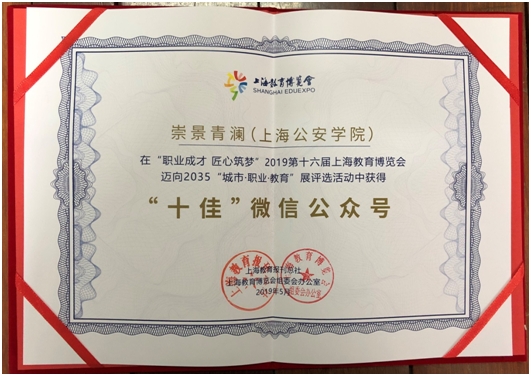 上海教育博览会
SHANGHAI EDUEXPO
崇景青澜(上海公安学院)
在“职业成才 匠心筑梦”2019第十六届上海教育博览会
迈向2035“城市·职业·教育”展评选活动中获得
“十佳”微信公众号
上海教育报刊总社
上海教育博览会组委会办公室
2019年5月